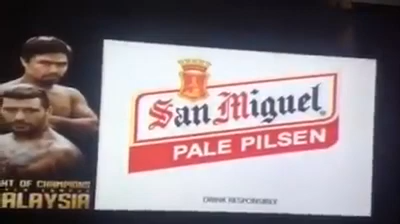 San Miguel
PALE PILSEN
DRINK RESPONSIBLY
HT OF CHAMPIONS
ALAYSIA